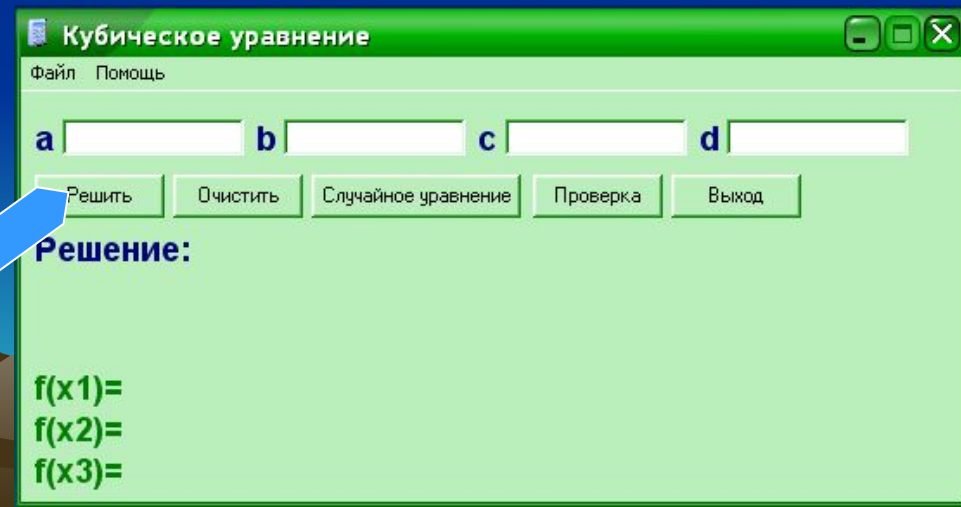 Кубическое уравнение
Файл Помощь
a b c d
Решить Очистить Случайное уравнение Проверка Выход
Решение:
f(x1)=
f(x2)=
f(x3)=